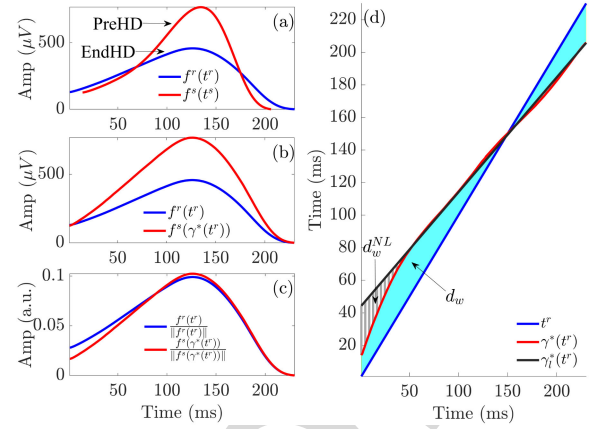 (a)
PreHD
EndHD
Amp (μV)
500
0
f^r(t^r)
f^s(t^s)
50 100 150 200
(b)
Amp (μV)
500
0
f^r(t^r)
f^s(γ*(t^r))
50 100 150 200
(c)
Amp (a.u.)
0.1
0.05
0
f^r(t^r)
‖f^r(t^r)‖
f^s(γ*(t^r))
‖f^s(γ*(t^r))‖
50 100 150 200
Time (ms)
(d)
Time (ms)
220
200
180
160
140
120
100
80
60
40
20
d_w^{NL}
d_w
t^r
γ*(t^r)
γ_l*(t^r)
50 100 150 200
Time (ms)